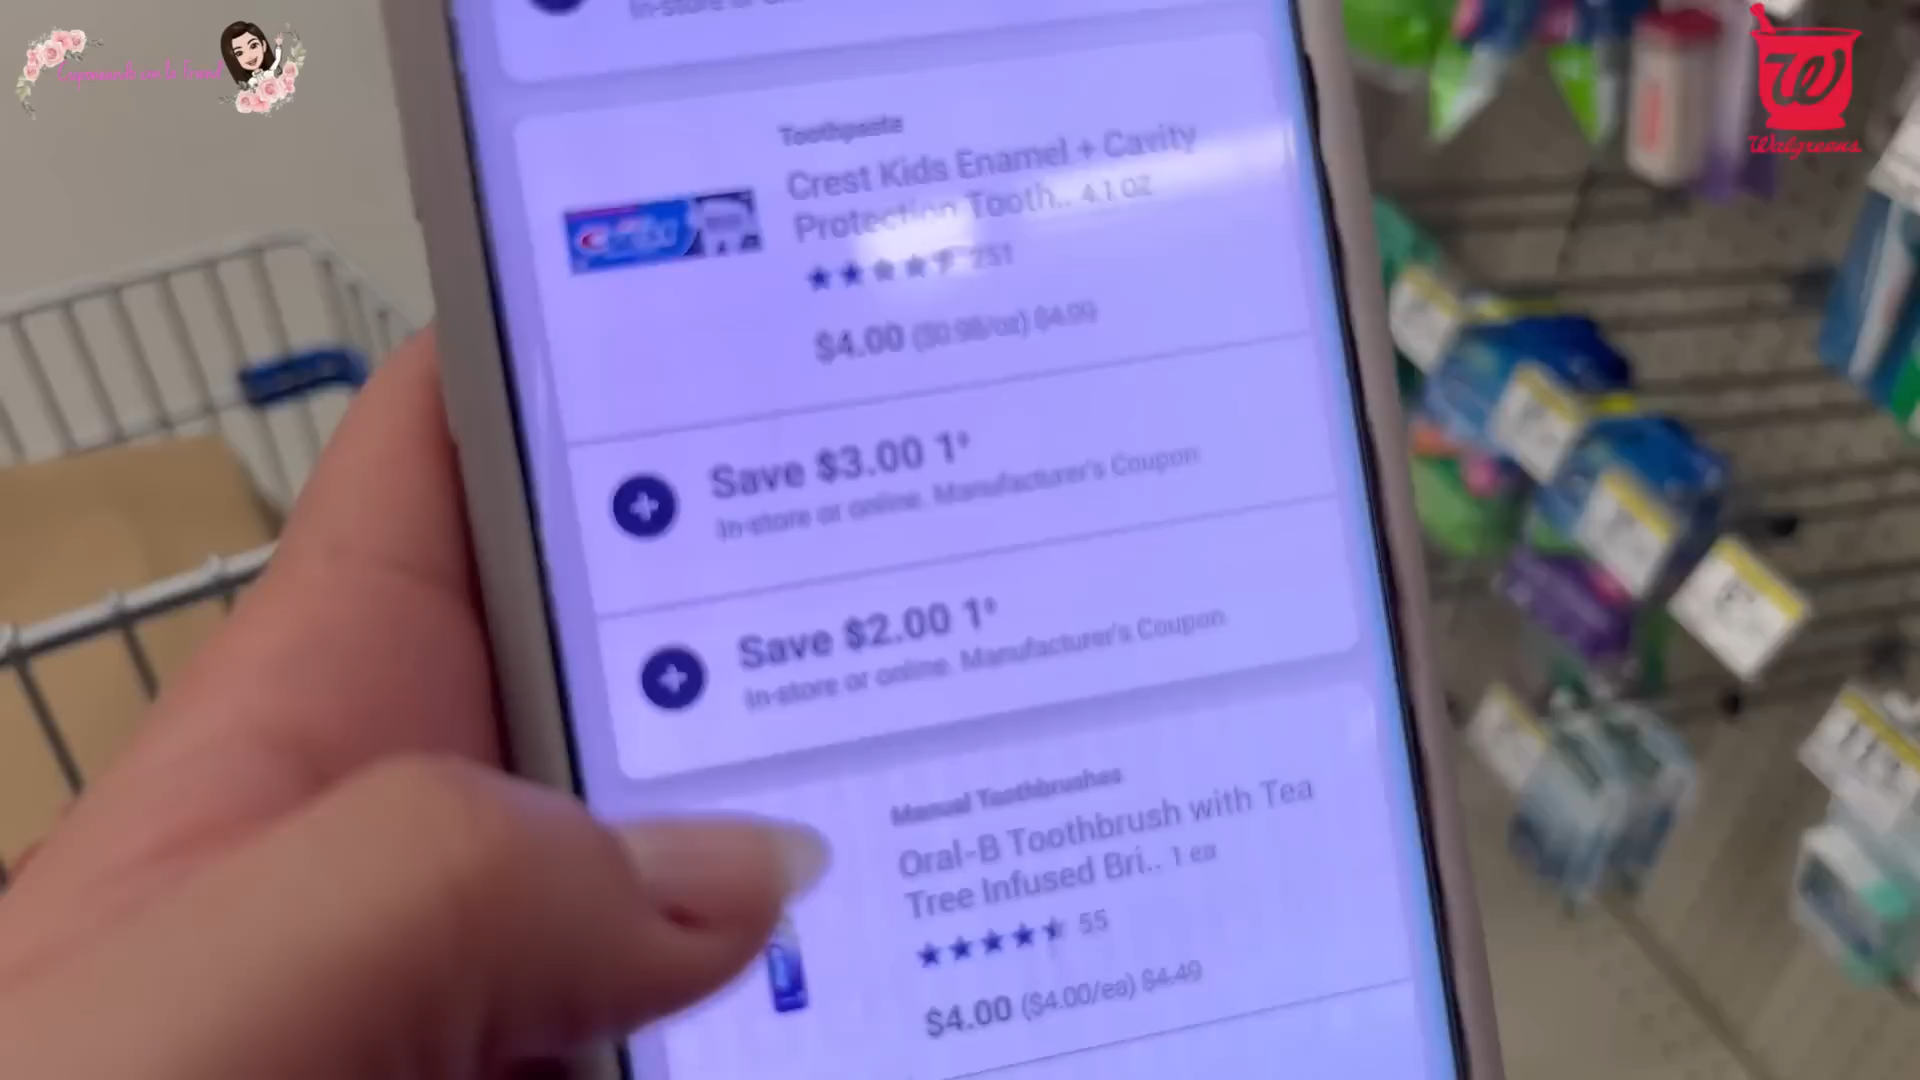 In-store or
Toothpaste
Crest Kids Enamel + Cavity
Protection Tooth.. 4.1 oz
251
$4.00 ($0.98/oz) $4.99
Save $3.00 1*
In-store or online. Manufacturer's Coupon
Save $2.00 1*
In-store or online. Manufacturer's Coupon
Manual Toothbrushes
Oral-B Toothbrush with Tea
Tree Infused Bri.. 1 ea
55
$4.00 ($4.00/ea) $4.49
W
Walgreens